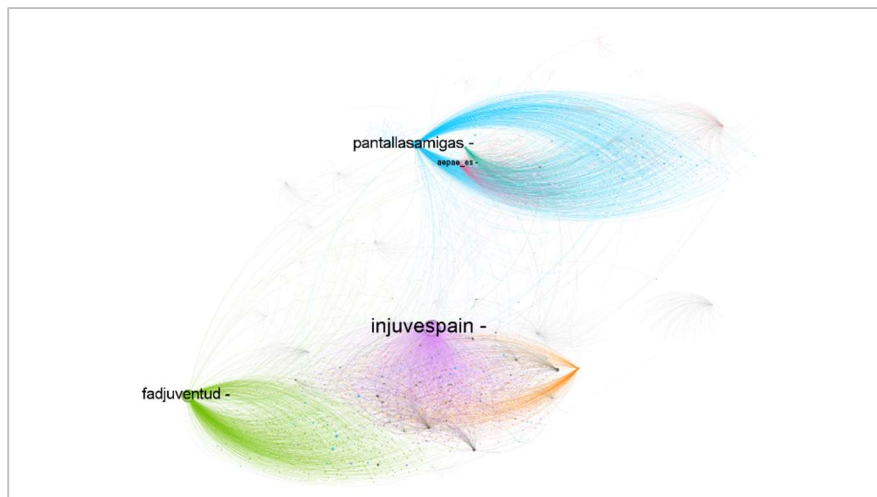 pantallasamigas -
aepae_es -
injuvespain -
fadjuventud -